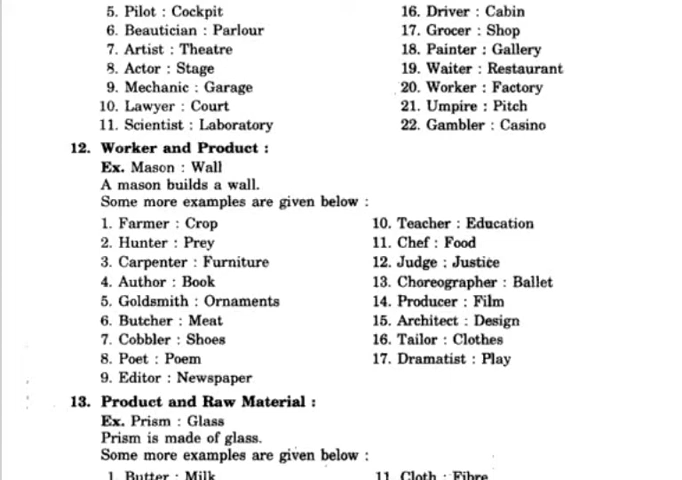 5. Pilot : Cockpit
6. Beautician : Parlour
7. Artist : Theatre
8. Actor : Stage
9. Mechanic : Garage
10. Lawyer : Court
11. Scientist : Laboratory
16. Driver : Cabin
17. Grocer : Shop
18. Painter : Gallery
19. Waiter : Restaurant
20. Worker : Factory
21. Umpire : Pitch
22. Gambler : Casino
12. Worker and Product :
Ex. Mason : Wall
A mason builds a wall.
Some more examples are given below :
1. Farmer : Crop
2. Hunter : Prey
3. Carpenter : Furniture
4. Author : Book
5. Goldsmith : Ornaments
6. Butcher : Meat
7. Cobbler : Shoes
8. Poet : Poem
9. Editor : Newspaper
10. Teacher : Education
11. Chef : Food
12. Judge : Justice
13. Choreographer : Ballet
14. Producer : Film
15. Architect : Design
16. Tailor : Clothes
17. Dramatist : Play
13. Product and Raw Material :
Ex. Prism : Glass
Prism is made of glass.
Some more examples are given below :
1. Butter : Milk
11. Cloth : Fibre